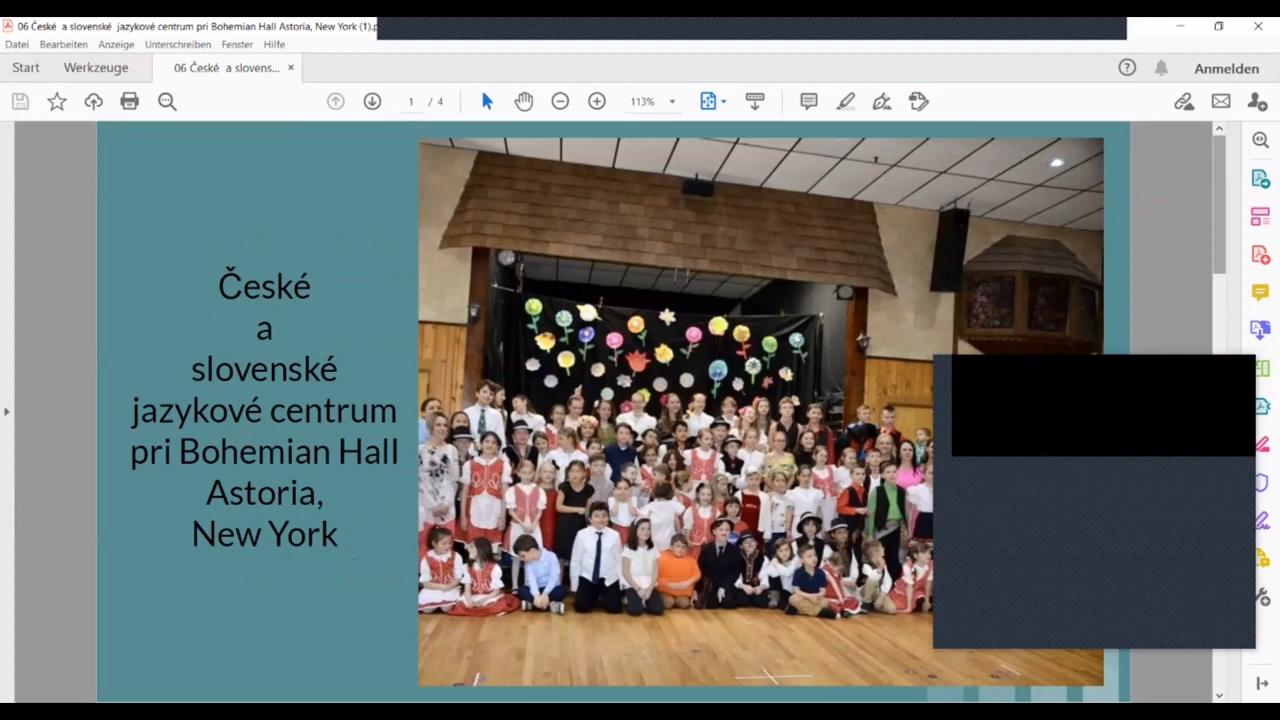 06 České a slovenské jazykové centrum pri Bohemian Hall Astoria, New York (1).p
Datei Bearbeiten Anzeige Unterschreiben Fenster Hilfe
Start Werkzeuge 06 České a slovens... Anmelden
1 / 4 113%
České
a
slovenské
jazykové centrum
pri Bohemian Hall
Astoria,
New York